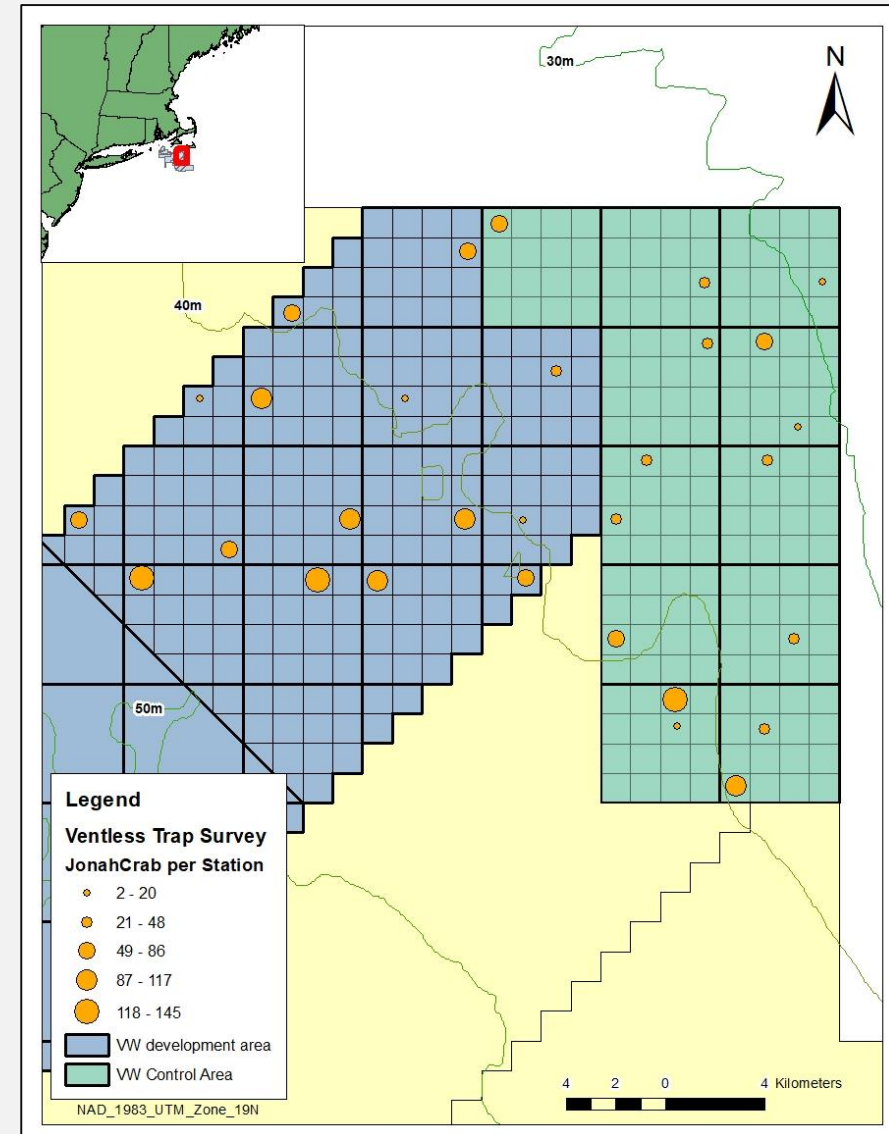 30m
N
40m
50m
Legend
Ventless Trap Survey
JonahCrab per Station
2 - 20
21 - 48
49 - 86
87 - 117
118 - 145
VW development area
VW Control Area
NAD_1983_UTM_Zone_19N
4 2 0 4 Kilometers